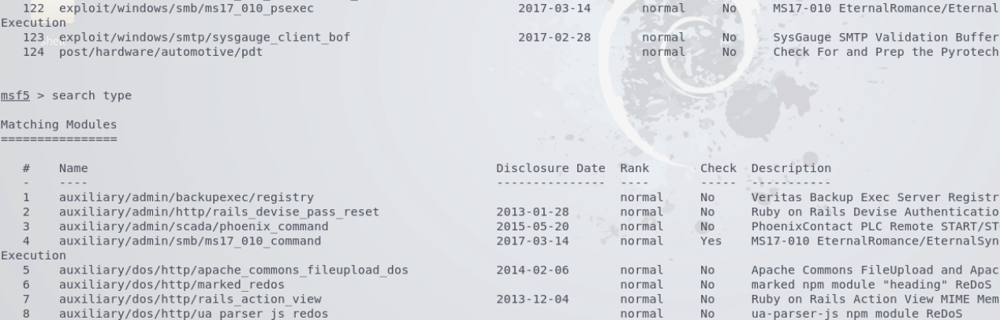 122 exploit/windows/smb/ms17_010_psexec 2017-03-14 normal No MS17-010 EternalRomance/Eternal
Execution
123 exploit/windows/smtp/sysgauge_client_bof 2017-02-28 normal No SysGauge SMTP Validation Buffer
124 post/hardware/automotive/pdt normal No Check For and Prep the Pyrotech
msf5 > search type
Matching Modules
================
# Name Disclosure Date Rank Check Description
- ---- --------------- ---- ----- -----------
1 auxiliary/admin/backupexec/registry normal No Veritas Backup Exec Server Registr
2 auxiliary/admin/http/rails_devise_pass_reset 2013-01-28 normal No Ruby on Rails Devise Authenticatio
3 auxiliary/admin/scada/phoenix_command 2015-05-20 normal No PhoenixContact PLC Remote START/ST
4 auxiliary/admin/smb/ms17_010_command 2017-03-14 normal Yes MS17-010 EternalRomance/EternalSyn
Execution
5 auxiliary/dos/http/apache_commons_fileupload_dos 2014-02-06 normal No Apache Commons FileUpload and Apac
6 auxiliary/dos/http/marked_redos normal No marked npm module "heading" ReDoS
7 auxiliary/dos/http/rails_action_view 2013-12-04 normal No Ruby on Rails Action View MIME Mem
8 auxiliary/dos/http/ua_parser_js_redos normal No ua-parser-js npm module ReDoS